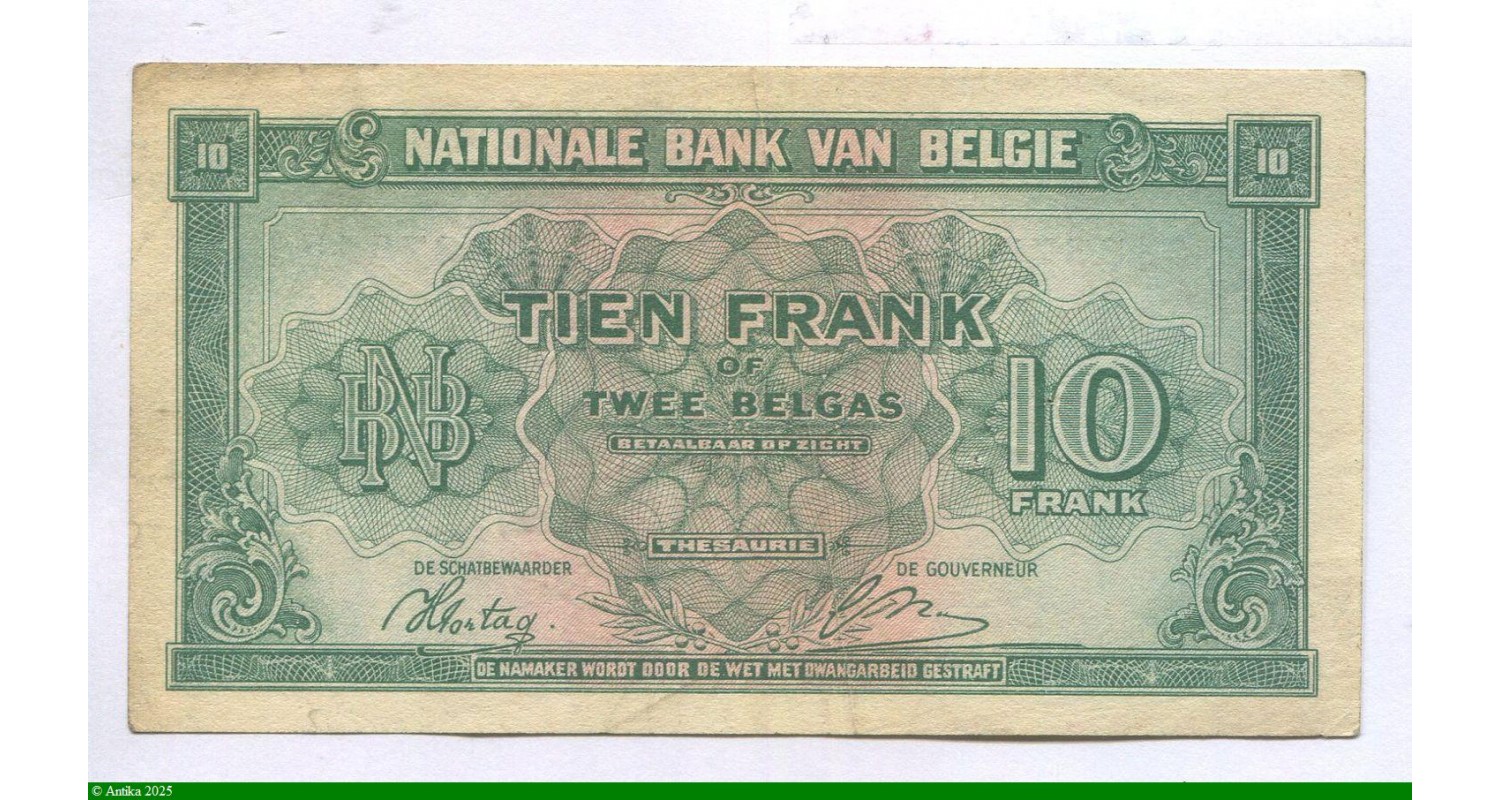 10 NATIONALE BANK VAN BELGIE 10
TIEN FRANK
OF
TWEE BELGAS
BETAALBAAR OP ZICHT
BNB
10
FRANK
THESAURIE
DE SCHATBEWAARDER
DE GOUVERNEUR
DE NAMAKER WORDT DOOR DE WET MET DWANGARBEID GESTRAFT
© Antika 2025